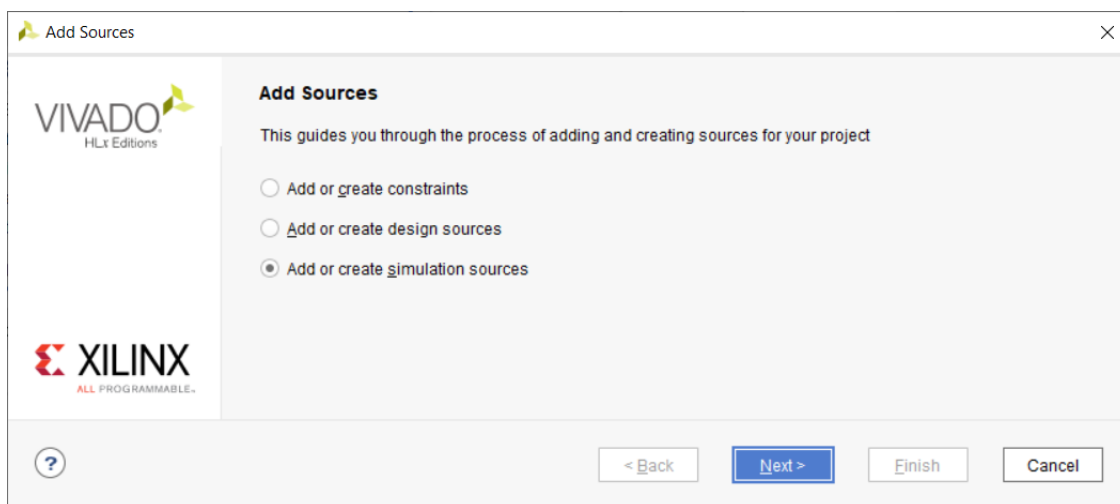 Add Sources
VIVADO
HLx Editions
Add Sources
This guides you through the process of adding and creating sources for your project
Add or create constraints
Add or create design sources
Add or create simulation sources
XILINX
ALL PROGRAMMABLE™
?
< Back
Next >
Finish
Cancel